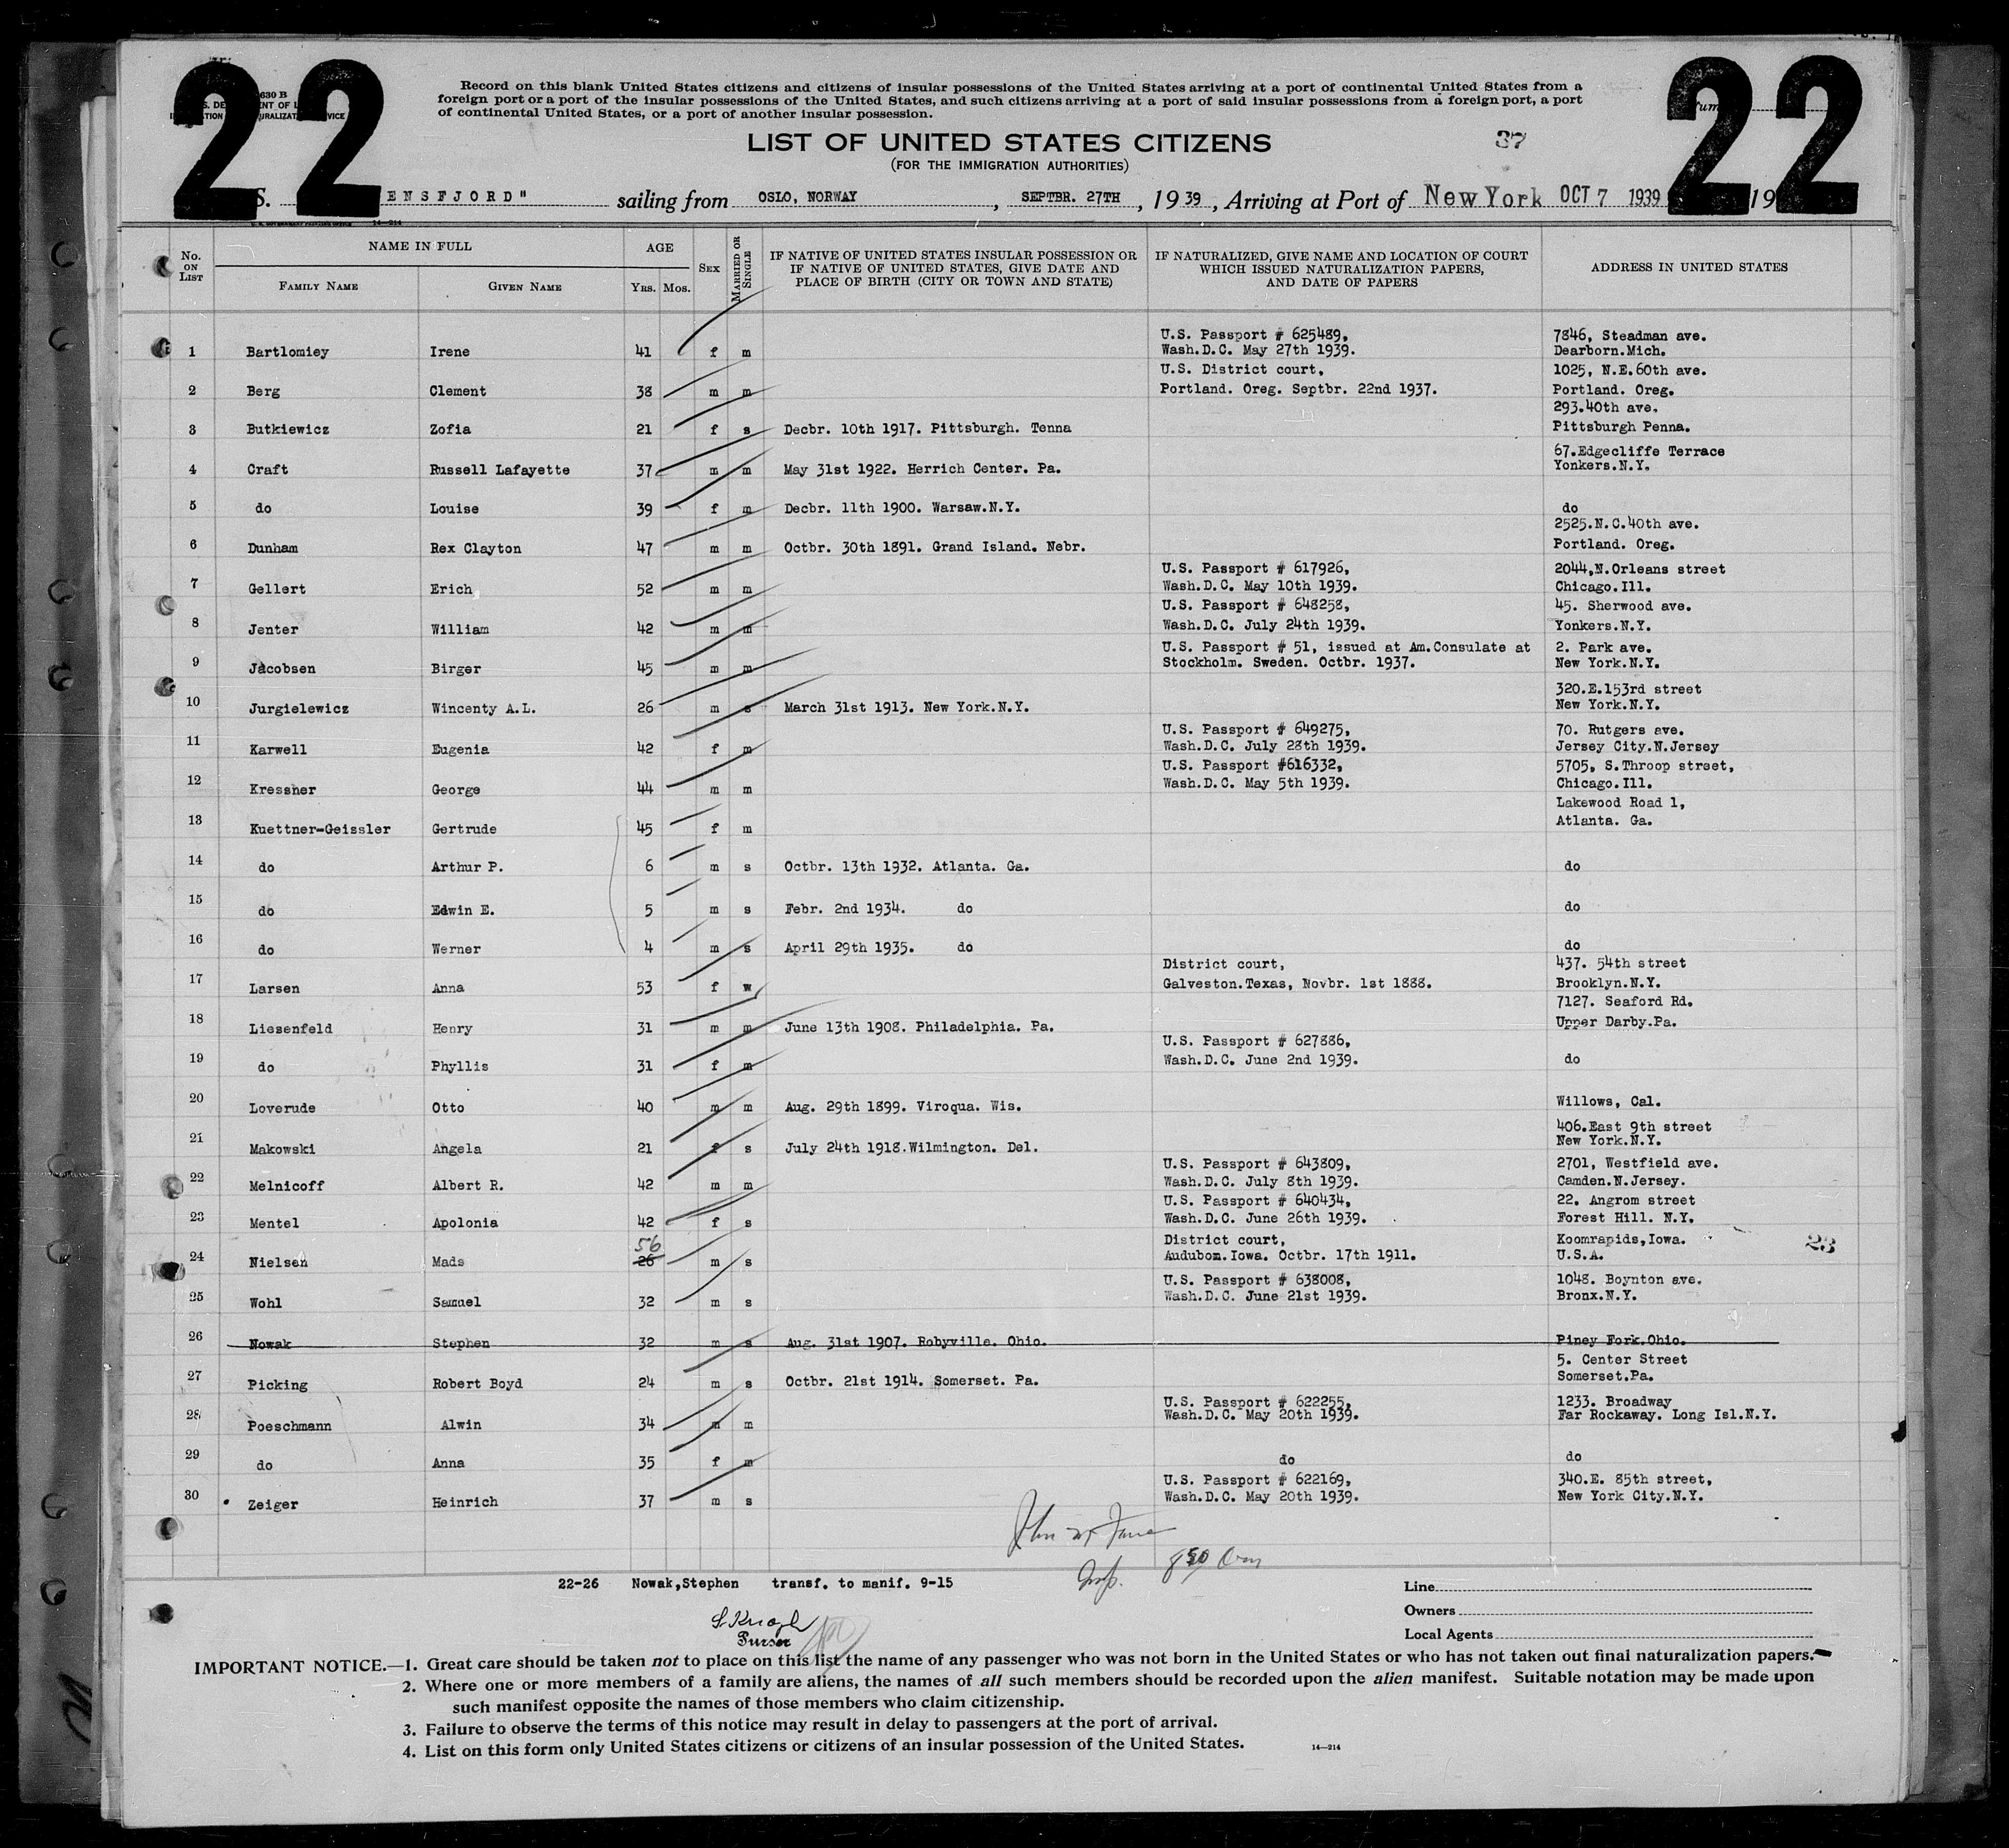 22
22
630 B
Record on this blank United States citizens and citizens of insular possessions of the United States arriving at a port of continental United States from a
foreign port or a port of the insular possessions of the United States, and such citizens arriving at a port of said insular possessions from a foreign port, a port
of continental United States, or a port of another insular possession.
LIST OF UNITED STATES CITIZENS
(FOR THE IMMIGRATION AUTHORITIES)
37
S. ENSFJORD" sailing from OSLO, NORWAY, SEPTBR. 27TH, 1939, Arriving at Port of New York OCT 7 1939 19
14-214
No. ON LIST
NAME IN FULL
FAMILY NAME GIVEN NAME
AGE
YRS. MOS.
SEX
MARRIED OR SINGLE
IF NATIVE OF UNITED STATES INSULAR POSSESSION OR
IF NATIVE OF UNITED STATES, GIVE DATE AND
PLACE OF BIRTH (CITY OR TOWN AND STATE)
IF NATURALIZED, GIVE NAME AND LOCATION OF COURT
WHICH ISSUED NATURALIZATION PAPERS,
AND DATE OF PAPERS
ADDRESS IN UNITED STATES
U.S. Passport # 625489, 7846, Steadman ave.
1 Bartlomiey Irene 41 f m Wash.D.C. May 27th 1939. Dearborn.Mich.
U.S. District court, 1025, N.E.60th ave.
2 Berg Clement 38 m m Portland. Oreg. Septbr. 22nd 1937. Portland. Oreg.
293.40th ave.
3 Butkiewicz Zofia 21 f s Decbr. 10th 1917. Pittsburgh. Tenna Pittsburgh Penna.
67.Edgecliffe Terrace
4 Craft Russell Lafayette 37 m m May 31st 1922. Herrich Center. Pa. Yonkers.N.Y.
5 do Louise 39 f m Decbr. 11th 1900. Warsaw.N.Y. do
2525.N.C.40th ave.
6 Dunham Rex Clayton 47 m m Octbr. 30th 1891. Grand Island. Nebr. Portland. Oreg.
U.S. Passport # 617926, 2044,N.Orleans street
7 Gellert Erich 52 m m Wash.D.C. May 10th 1939. Chicago.Ill.
U.S. Passport # 648258, 45. Sherwood ave.
8 Jenter William 42 m m Wash.D.C. July 24th 1939. Yonkers.N.Y.
U.S. Passport # 51, issued at Am.Consulate at 2. Park ave.
9 Jacobsen Birger 45 m m Stockholm. Sweden. Octbr. 1937. New York.N.Y.
320.E.153rd street
10 Jurgielewicz Wincenty A.L. 26 m s March 31st 1913. New York.N.Y. New York.N.Y.
U.S. Passport # 649275, 70. Rutgers ave.
11 Karwell Eugenia 42 f m Wash.D.C. July 28th 1939. Jersey City.N.Jersey
U.S. Passport #616332, 5705, S.Throop street,
12 Kressner George 44 m m Wash.D.C. May 5th 1939. Chicago.Ill.
Lakewood Road 1,
13 Kuettner-Geissler Gertrude 45 f m Atlanta. Ga.
14 do Arthur P. 6 m s Octbr. 13th 1932. Atlanta. Ga. do
15 do Edwin E. 5 m s Febr. 2nd 1934. do do
16 do Werner 4 m s April 29th 1935. do do
District court, 437. 54th street
17 Larsen Anna 53 f w Galveston.Texas, Novbr. 1st 1888. Brooklyn.N.Y.
7127. Seaford Rd.
18 Liesenfeld Henry 31 m m June 13th 1908. Philadelphia. Pa. Upper Darby.Pa.
U.S. Passport # 627886,
19 do Phyllis 31 f m Wash.D.C. June 2nd 1939. do
20 Loverude Otto 40 m m Aug. 29th 1899. Viroqua. Wis. Willows, Cal.
406.East 9th street
21 Makowski Angela 21 f s July 24th 1918.Wilmington. Del. New York.N.Y.
U.S. Passport # 643809, 2701, Westfield ave.
22 Melnicoff Albert R. 42 m m Wash.D.C. July 8th 1939. Camden.N.Jersey.
U.S. Passport # 640434, 22. Angrom street
23 Mentel Apolonia 42 f s Wash.D.C. June 26th 1939. Forest Hill. N.Y.
56 District court, Koomrapids,Iowa. 23
24 Nielsen Mads 26 m s Audubon.Iowa. Octbr. 17th 1911. U.S.A.
U.S. Passport # 638008, 1048. Boynton ave.
25 Wohl Samuel 32 m s Wash.D.C. June 21st 1939. Bronx.N.Y.
26 Nowak Stephen 32 m s Aug. 31st 1907. Robyville. Ohio. Piney Fork.Ohio.
5. Center Street
27 Picking Robert Boyd 24 m s Octbr. 21st 1914. Somerset. Pa. Somerset.Pa.
U.S. Passport # 622255, 1233. Broadway
28 Poeschmann Alwin 34 m m Wash.D.C. May 20th 1939. Far Rockaway. Long Isl.N.Y.
29 do Anna 35 f m do do
U.S. Passport # 622169, 340.E. 85th street,
30 Zeiger Heinrich 37 m s Wash.D.C. May 20th 1939. New York City.N.Y.
Insp.
22-26 Nowak,Stephen transf. to manif. 9-15
Purser
Line
Owners
Local Agents
IMPORTANT NOTICE.—1. Great care should be taken not to place on this list the name of any passenger who was not born in the United States or who has not taken out final naturalization papers.
2. Where one or more members of a family are aliens, the names of all such members should be recorded upon the alien manifest. Suitable notation may be made upon
such manifest opposite the names of those members who claim citizenship.
3. Failure to observe the terms of this notice may result in delay to passengers at the port of arrival.
4. List on this form only United States citizens or citizens of an insular possession of the United States.
14—214